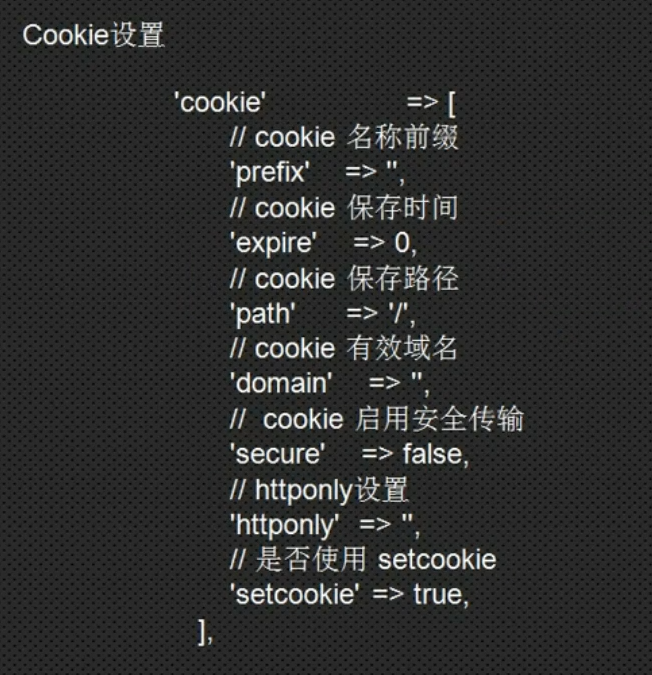 Cookie设置
'cookie' => [
// cookie 名称前缀
'prefix' => '',
// cookie 保存时间
'expire' => 0,
// cookie 保存路径
'path' => '/',
// cookie 有效域名
'domain' => '',
// cookie 启用安全传输
'secure' => false,
// httponly设置
'httponly' => '',
// 是否使用 setcookie
'setcookie' => true,
],